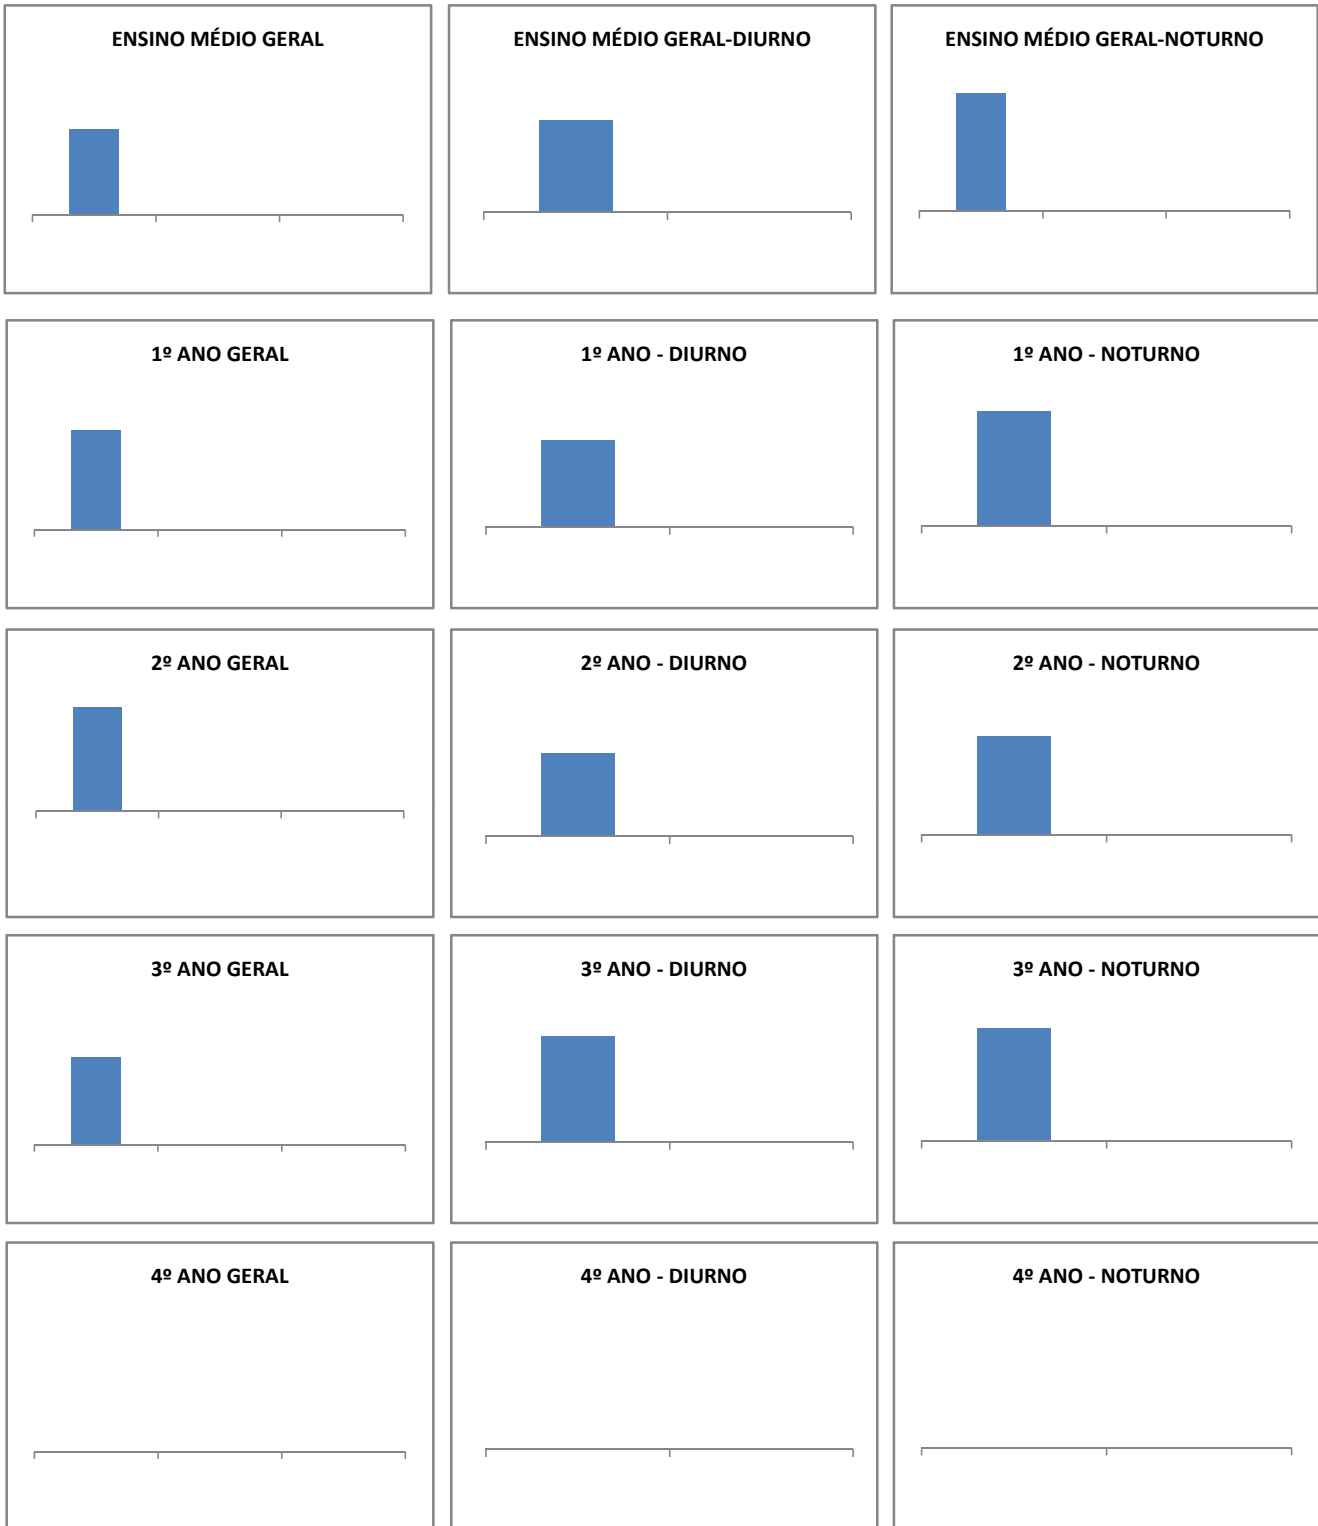 ENSINO MÉDIO GERAL
ENSINO MÉDIO GERAL-DIURNO
ENSINO MÉDIO GERAL-NOTURNO
1º ANO GERAL
1º ANO - DIURNO
1º ANO - NOTURNO
2º ANO GERAL
2º ANO - DIURNO
2º ANO - NOTURNO
3º ANO GERAL
3º ANO - DIURNO
3º ANO - NOTURNO
4º ANO GERAL
4º ANO - DIURNO
4º ANO - NOTURNO